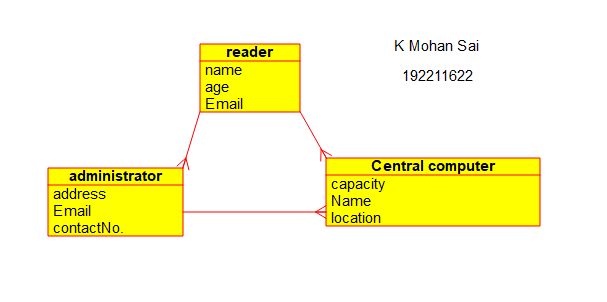 reader
name
age
Email
K Mohan Sai
192211622
administrator
address
Email
contactNo.
Central computer
capacity
Name
location